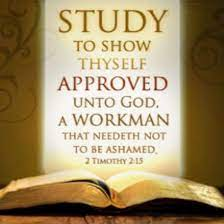 STUDY
TO SHOW
THYSELF
APPROVED
UNTO GOD,
A WORKMAN
THAT NEEDETH NOT
TO BE ASHAMED.
2 TIMOTHY 2:15